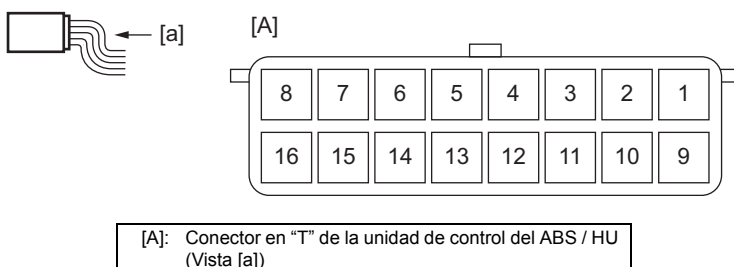 [a]
[A]
8 7 6 5 4 3 2 1
16 15 14 13 12 11 10 9
[A]: Conector en “T” de la unidad de control del ABS / HU
(Vista [a])